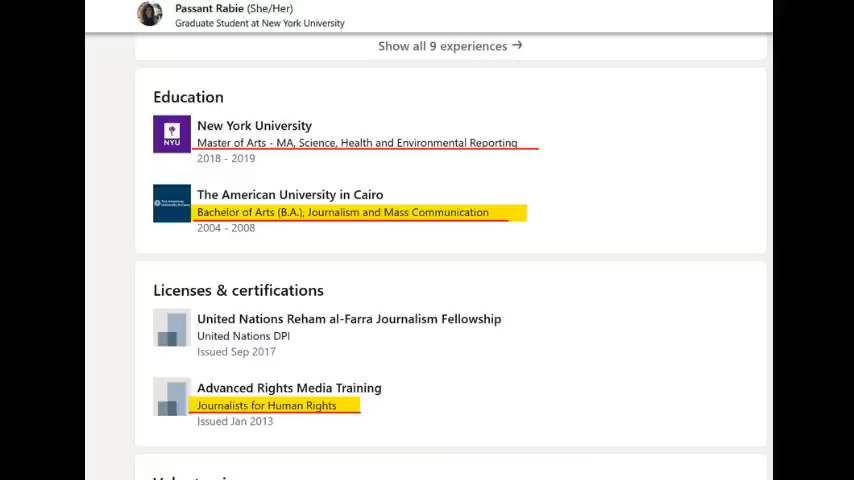 Passant Rabie (She/Her)
Graduate Student at New York University
Show all 9 experiences →
Education
NYU
New York University
Master of Arts - MA, Science, Health and Environmental Reporting
2018 - 2019
The American University in Cairo
Bachelor of Arts (B.A.), Journalism and Mass Communication
2004 - 2008
Licenses & certifications
United Nations Reham al-Farra Journalism Fellowship
United Nations DPI
Issued Sep 2017
Advanced Rights Media Training
Journalists for Human Rights
Issued Jan 2013